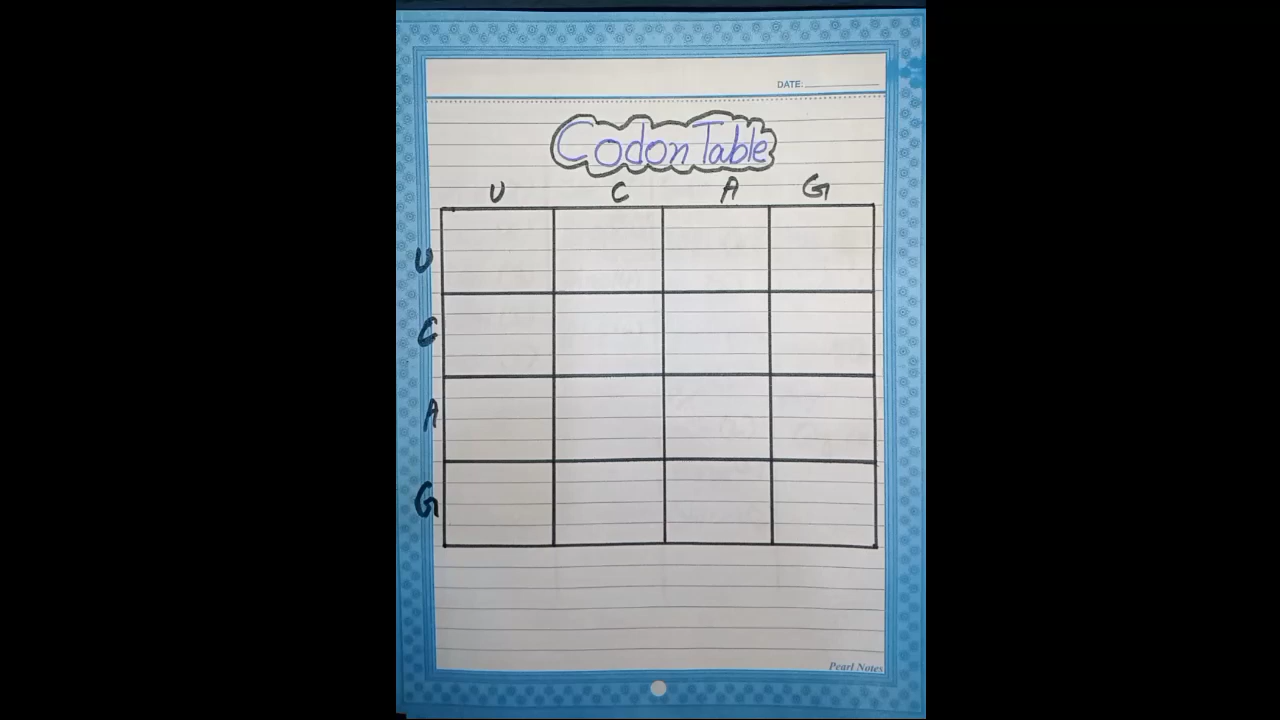 DATE:
Codon Table
U C A G
U
C
A
G
Pearl Notes